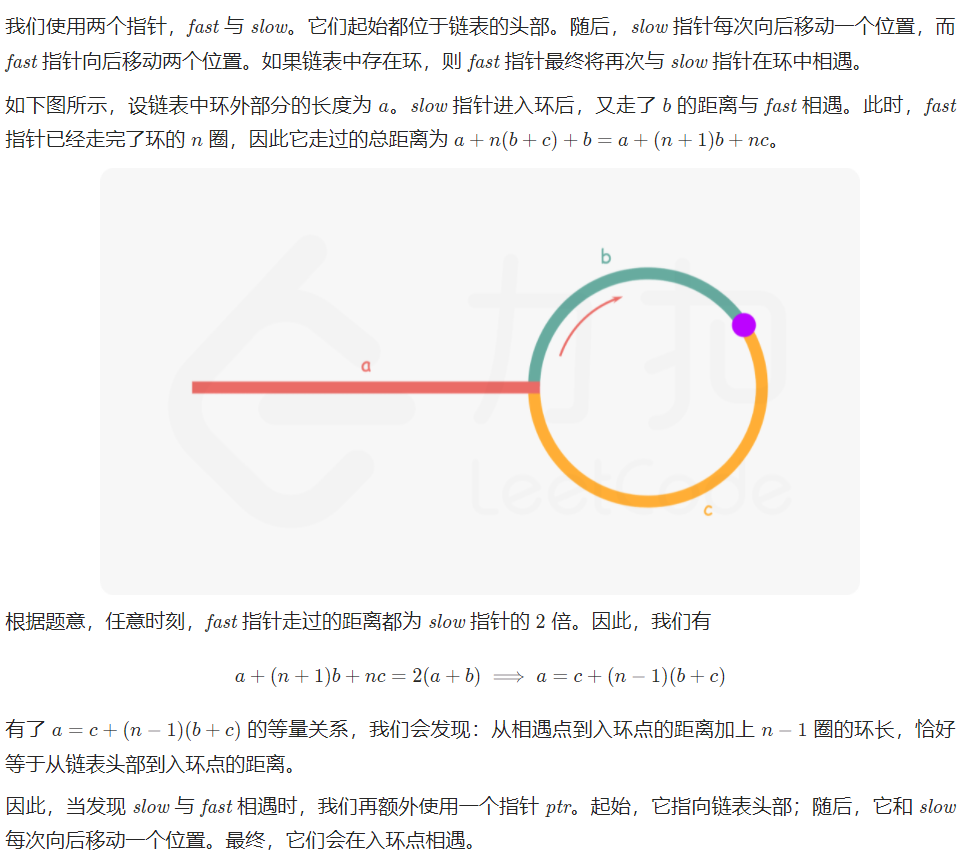 我们使用两个指针，fast 与 slow。它们起始都位于链表的头部。随后，slow 指针每次向后移动一个位置，而
fast 指针向后移动两个位置。如果链表中存在环，则 fast 指针最终将再次与 slow 指针在环中相遇。
如下图所示，设链表中环外部分的长度为 a。slow 指针进入环后，又走了 b 的距离与 fast 相遇。此时，fast
指针已经走完了环的 n 圈，因此它走过的总距离为 a + n(b + c) + b = a + (n + 1)b + nc。
b
a
力扣
LeetCode
c
根据题意，任意时刻，fast 指针走过的距离都为 slow 指针的 2 倍。因此，我们有
a + (n + 1)b + nc = 2(a + b) ⟹ a = c + (n − 1)(b + c)
有了 a = c + (n − 1)(b + c) 的等量关系，我们会发现：从相遇点到入环点的距离加上 n − 1 圈的环长，恰好
等于从链表头部到入环点的距离。
因此，当发现 slow 与 fast 相遇时，我们再额外使用一个指针 ptr。起始，它指向链表头部；随后，它和 slow
每次向后移动一个位置。最终，它们会在入环点相遇。